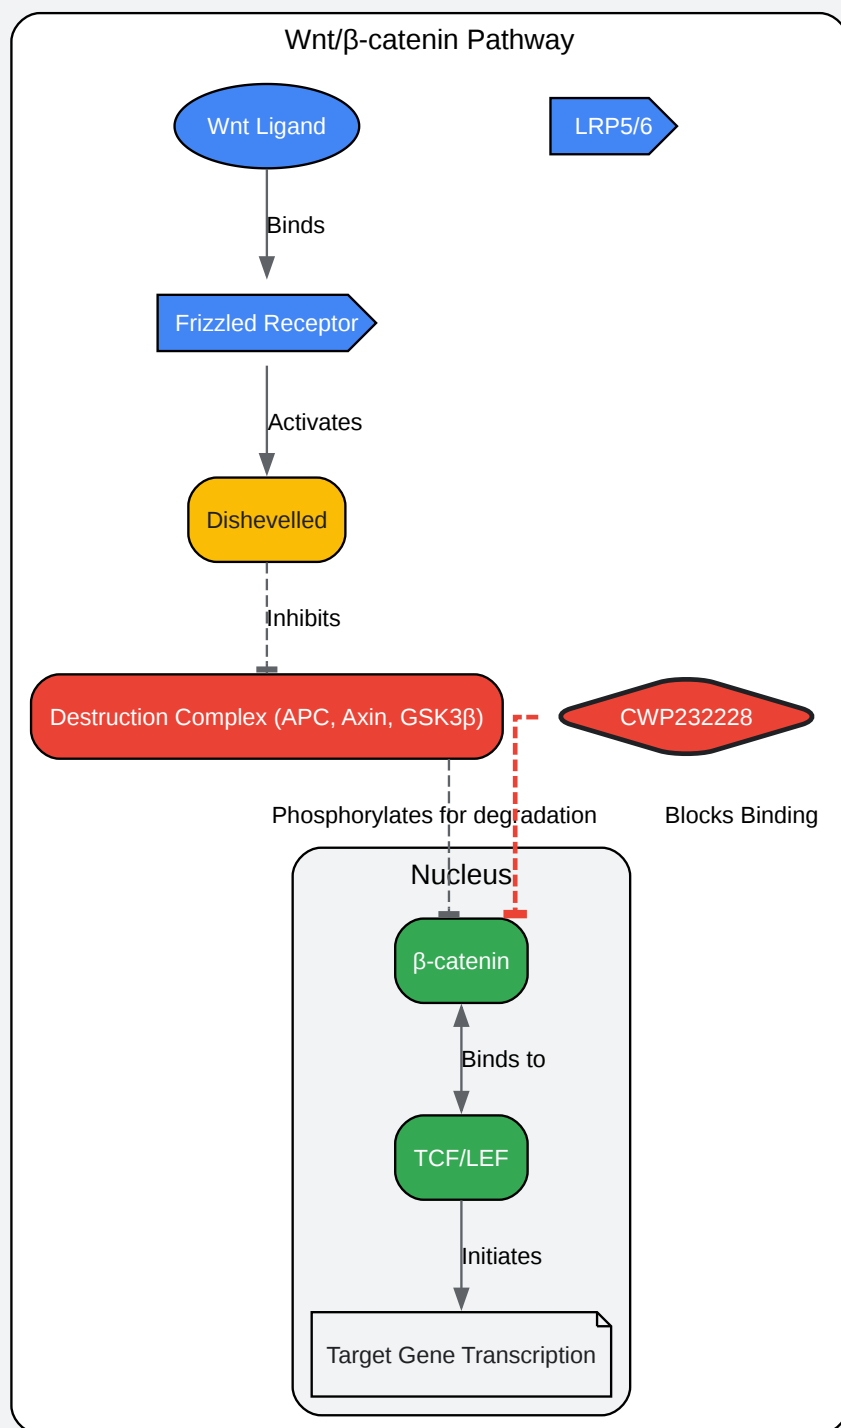 Wnt/β-catenin Pathway
Wnt Ligand
LRP5/6
Binds
Frizzled Receptor
Activates
Dishevelled
Inhibits
Destruction Complex (APC, Axin, GSK3β)
CWP232228
Phosphorylates for degradation
Blocks Binding
Nucleus
β-catenin
Binds to
TCF/LEF
Initiates
Target Gene Transcription